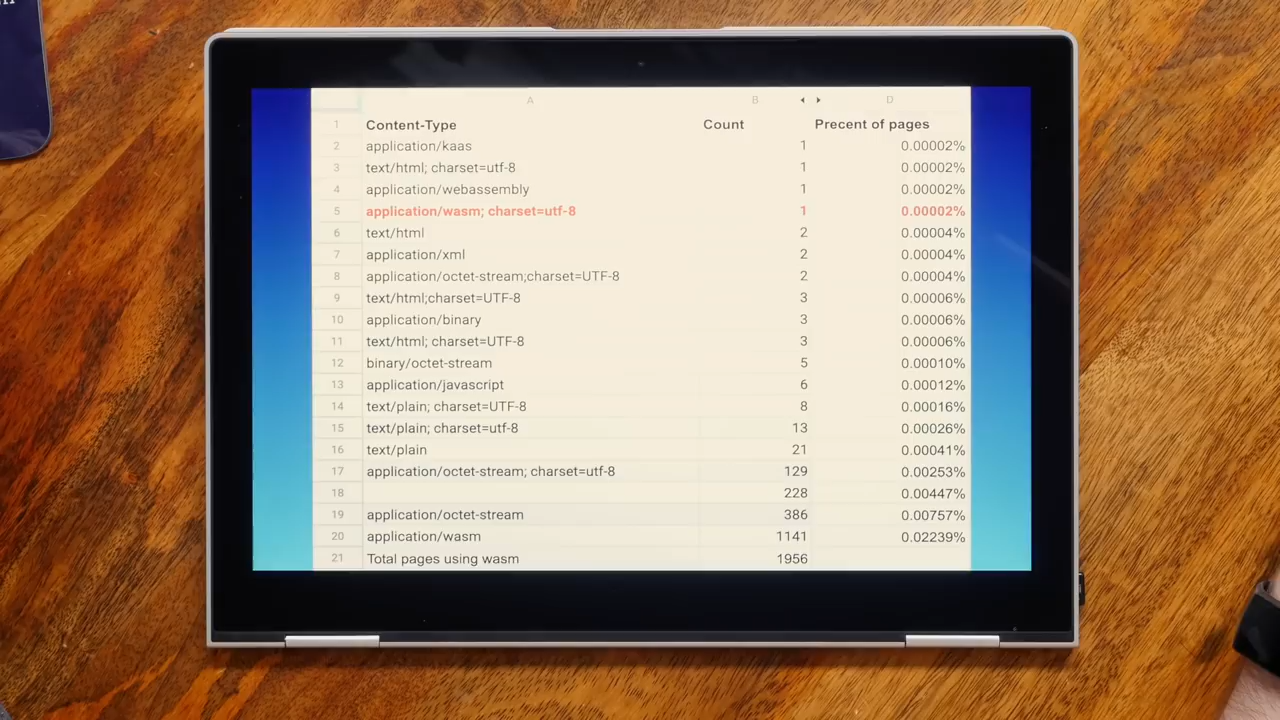 A B D
1 Content-Type Count Precent of pages
2 application/kaas 1 0.00002%
3 text/html; charset=utf-8 1 0.00002%
4 application/webassembly 1 0.00002%
5 application/wasm; charset=utf-8 1 0.00002%
6 text/html 2 0.00004%
7 application/xml 2 0.00004%
8 application/octet-stream;charset=UTF-8 2 0.00004%
9 text/html;charset=UTF-8 3 0.00006%
10 application/binary 3 0.00006%
11 text/html; charset=UTF-8 3 0.00006%
12 binary/octet-stream 5 0.00010%
13 application/javascript 6 0.00012%
14 text/plain; charset=UTF-8 8 0.00016%
15 text/plain; charset=utf-8 13 0.00026%
16 text/plain 21 0.00041%
17 application/octet-stream; charset=utf-8 129 0.00253%
18 228 0.00447%
19 application/octet-stream 386 0.00757%
20 application/wasm 1141 0.02239%
21 Total pages using wasm 1956